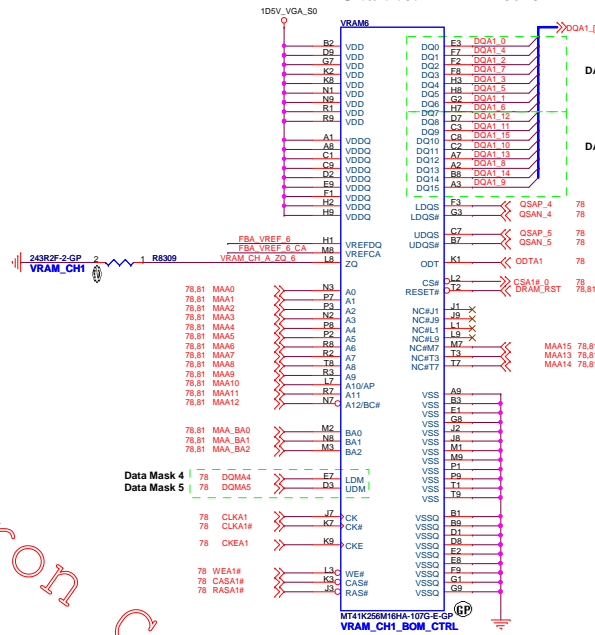 1D5V_VGA_S0
VRAM6
DQA1_[
B2 VDD
D9 VDD
G7 VDD
K2 VDD
K8 VDD
N1 VDD
N9 VDD
R1 VDD
R9 VDD
A1 VDDQ
A8 VDDQ
C1 VDDQ
C9 VDDQ
D2 VDDQ
E9 VDDQ
F1 VDDQ
H2 VDDQ
H9 VDDQ
FBA_VREF_6 H1 VREFDQ
FBA_VREF_6_CA M8 VREFCA
243R2F-2-GP 2 1 R8309 VRAM_CH_A_ZQ_6 L8 ZQ
VRAM_CH1
78,81 MAA0 N3 A0
78,81 MAA1 P7 A1
78,81 MAA2 P3 A2
78,81 MAA3 N2 A3
78,81 MAA4 P8 A4
78,81 MAA5 P2 A5
78,81 MAA6 R8 A6
78,81 MAA7 R2 A7
78,81 MAA8 T8 A8
78,81 MAA9 R3 A9
78,81 MAA10 L7 A10/AP
78,81 MAA11 R7 A11
78,81 MAA12 N7 A12/BC#
78,81 MAA_BA0 M2 BA0
78,81 MAA_BA1 N8 BA1
78,81 MAA_BA2 M3 BA2
Data Mask 4 78 DQMA4 E7 LDM
Data Mask 5 78 DQMA5 D3 UDM
78 CLKA1 J7 CK
78 CLKA1# K7 CK#
78 CKEA1 K9 CKE
78 WEA1# L3 WE#
78 CASA1# K3 CAS#
78 RASA1# J3 RAS#
DQ0 E3 DQA1_0
DQ1 F7 DQA1_4
DQ2 F2 DQA1_2
DQ3 F8 DQA1_7
DQ4 H3 DQA1_3
DQ5 H8 DQA1_5
DQ6 G2 DQA1_1
DQ7 H7 DQA1_6
DQ8 D7 DQA1_12
DQ9 C3 DQA1_11
DQ10 C8 DQA1_15
DQ11 C2 DQA1_10
DQ12 A7 DQA1_13
DQ13 A2 DQA1_8
DQ14 B8 DQA1_14
DQ15 A3 DQA1_9
LDQS F3 QSAP_4 78
LDQS# G3 QSAN_4 78
UDQS C7 QSAP_5 78
UDQS# B7 QSAN_5 78
ODT K1 ODTA1 78
CS# L2 CSA1#_0 78
RESET# T2 DRAM_RST 78,81
NC#J1 J1
NC#J9 J9
NC#L1 L1
NC#L9 L9
NC#M7 M7 MAA15 78,81
NC#T3 T3 MAA13 78,81
NC#T7 T7 MAA14 78,81
VSS A9
VSS B3
VSS E1
VSS G8
VSS J2
VSS J8
VSS M1
VSS M9
VSS P1
VSS P9
VSS T1
VSS T9
VSSQ B1
VSSQ B9
VSSQ D1
VSSQ D8
VSSQ E2
VSSQ E8
VSSQ F9
VSSQ G1
VSSQ G9
MT41K256M16HA-107G-E-GP GP
VRAM_CH1_BOM_CTRL